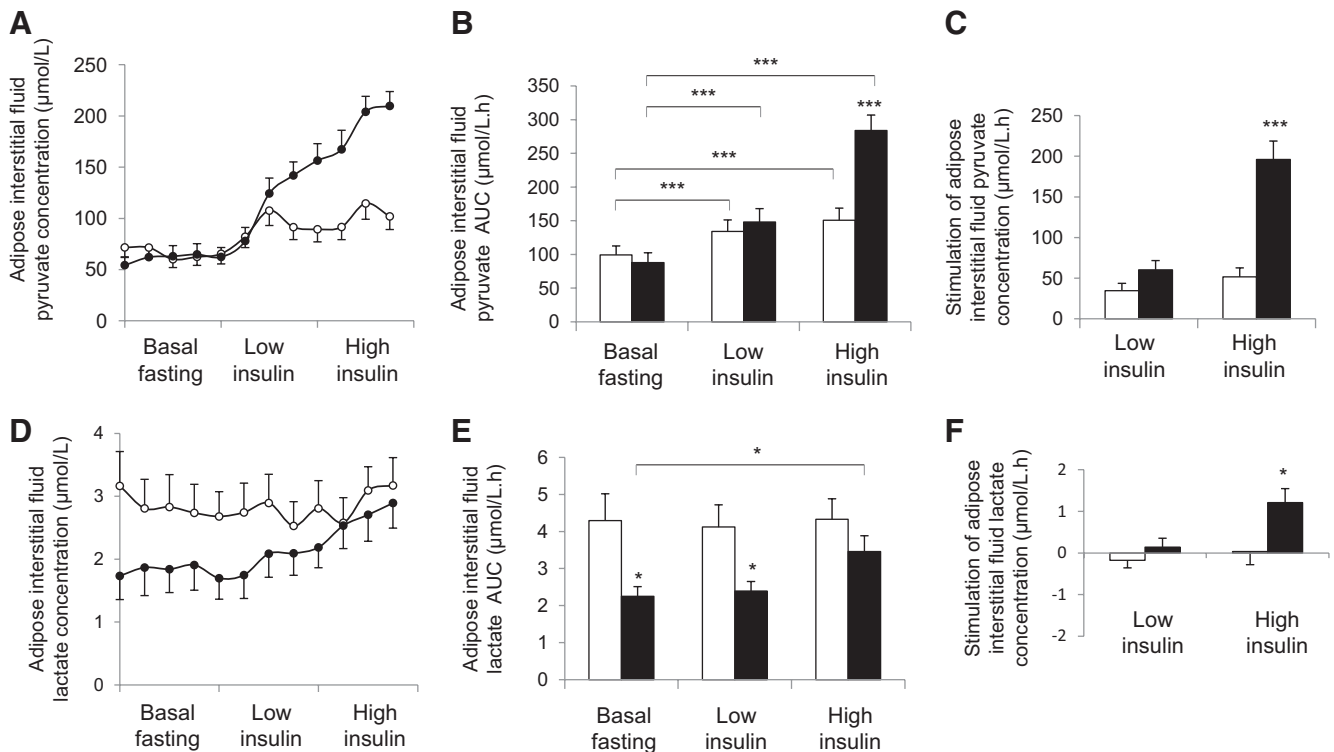 A
Adipose interstitial fluid
pyruvate concentration (µmol/L)
250
200
150
100
50
0
Basal
fasting
Low
insulin
High
insulin
B
Adipose interstitial fluid
pyruvate AUC (µmol/L.h)
350
300
250
200
150
100
50
0
***
***
***
***
***
Basal
fasting
Low
insulin
High
insulin
C
Stimulation of adipose
interstitial fluid pyruvate
concentration (µmol/L.h)
250
200
150
100
50
0
***
Low
insulin
High
insulin
D
Adipose interstitial fluid
lactate concentration (µmol/L)
4
3
2
1
0
Basal
fasting
Low
insulin
High
insulin
E
Adipose interstitial fluid
lactate AUC (µmol/L.h)
6
5
4
3
2
1
0
*
*
*
Basal
fasting
Low
insulin
High
insulin
F
Stimulation of adipose
interstitial fluid lactate
concentration (µmol/L.h)
2
1
0
-1
-2
*
Low
insulin
High
insulin